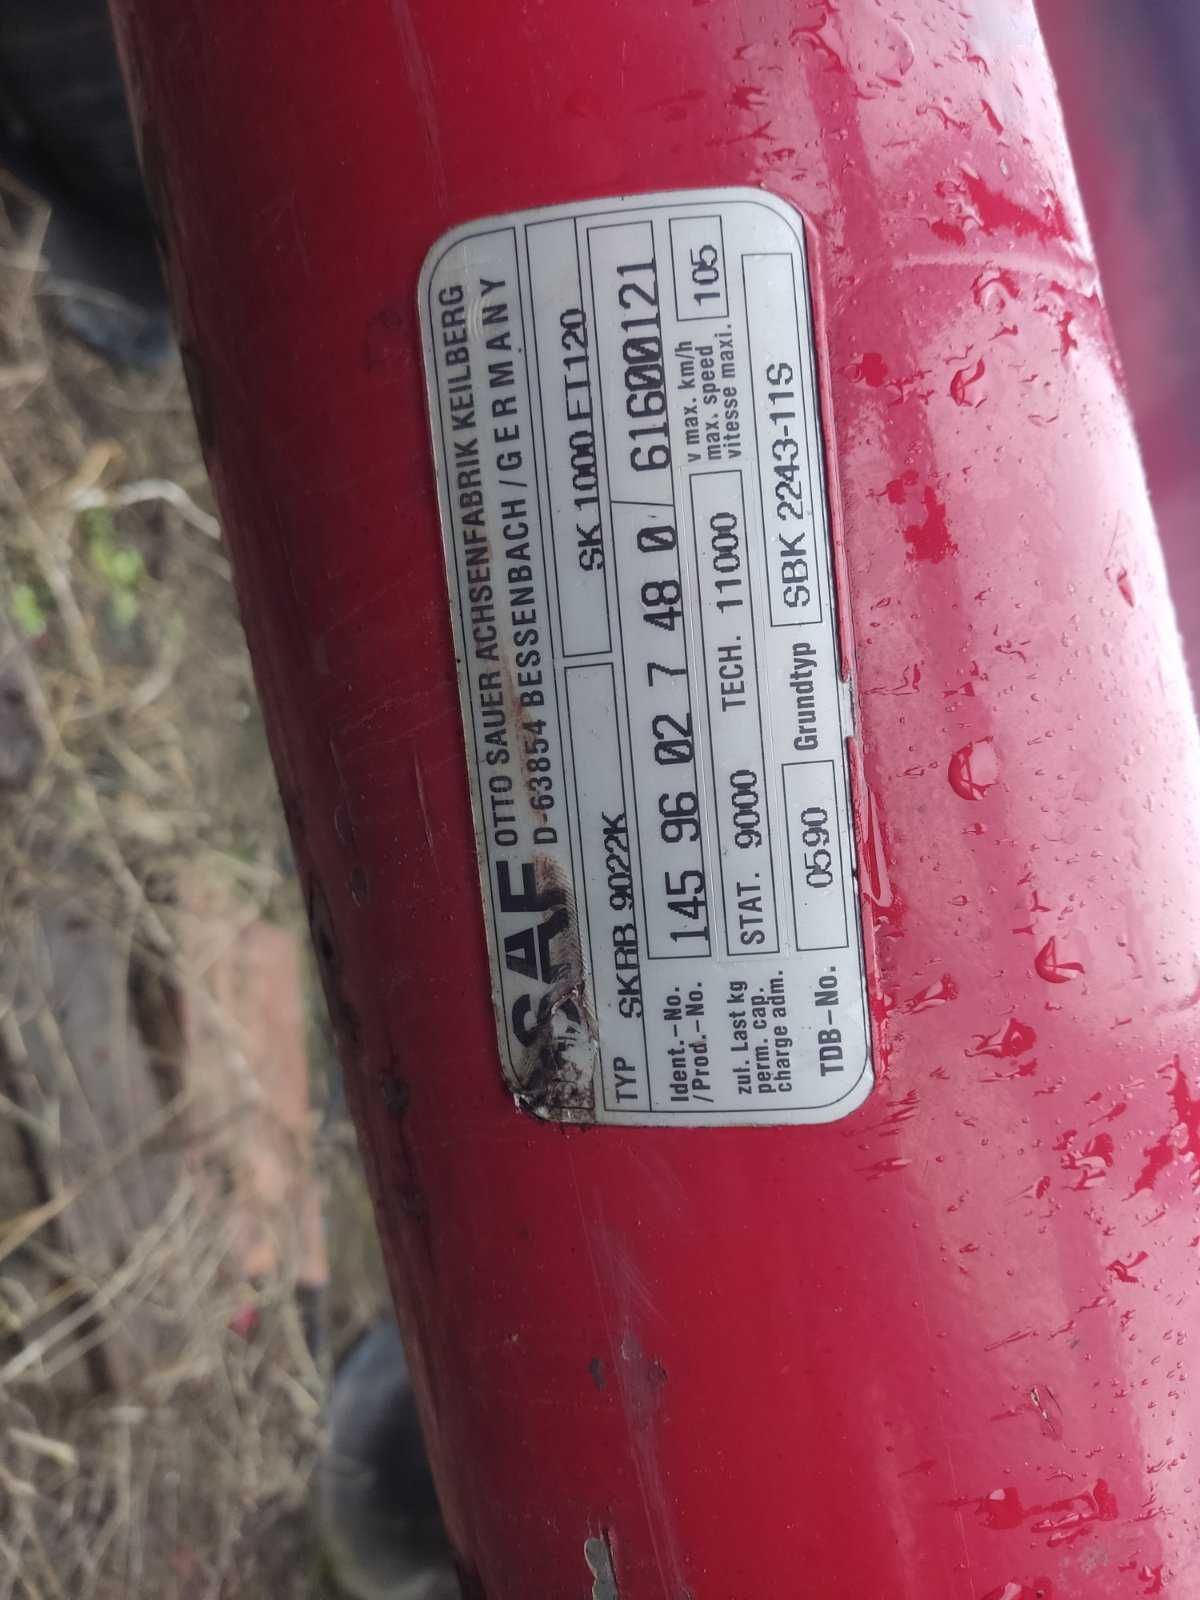 SAF OTTO SAUER ACHSENFABRIK KEILBERG
D-63854 BESSENBACH / GERMANY
TYP SKRB 9022K SK 1000 ET120
Ident.-No. / Prod.-No. 145 96 02 7 48 0 / 61600121
zul. Last kg
perm. cap.
charge adm.
STAT. 9000 TECH. 11000
v max. km/h
max. speed
vitesse maxi.
105
TDB-No. 0590 Grundtyp SBK 2243-11S